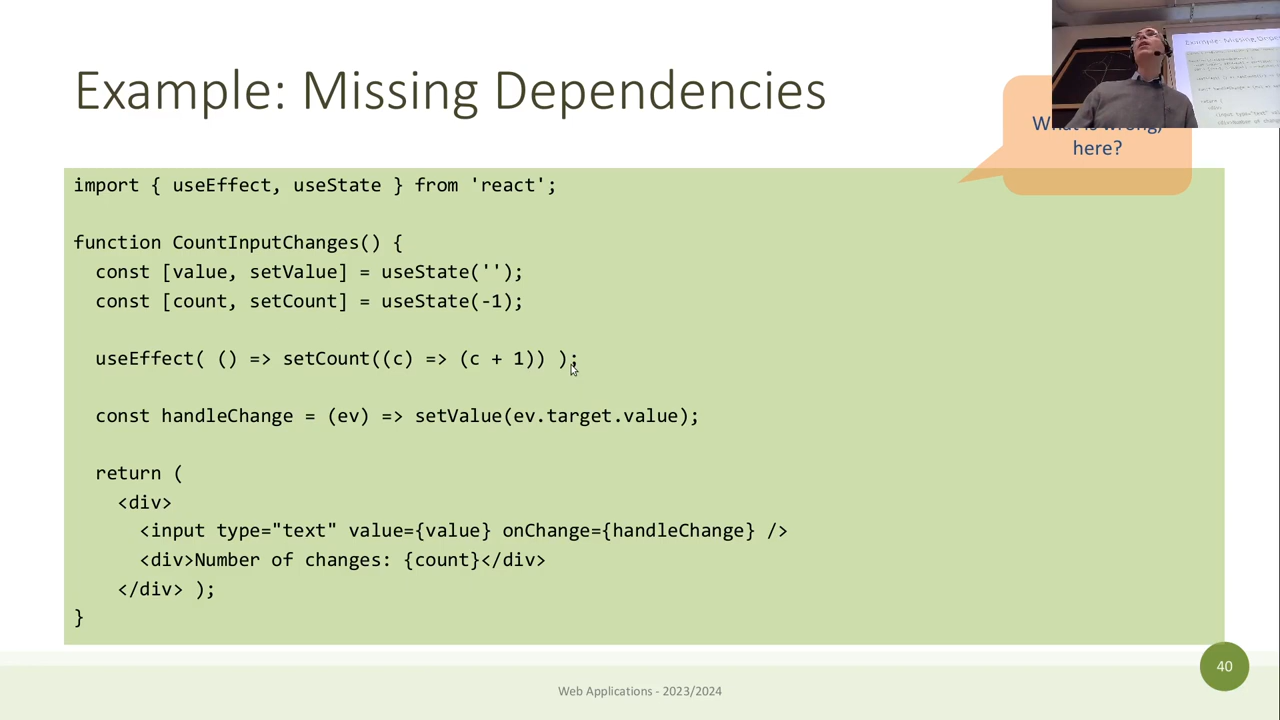 Example: Missing Dependencies
here?
import { useEffect, useState } from 'react';
function CountInputChanges() {
const [value, setValue] = useState('');
const [count, setCount] = useState(-1);
useEffect( () => setCount((c) => (c + 1)) );
const handleChange = (ev) => setValue(ev.target.value);
return (
<div>
<input type="text" value={value} onChange={handleChange} />
<div>Number of changes: {count}</div>
</div> );
}
40
Web Applications - 2023/2024